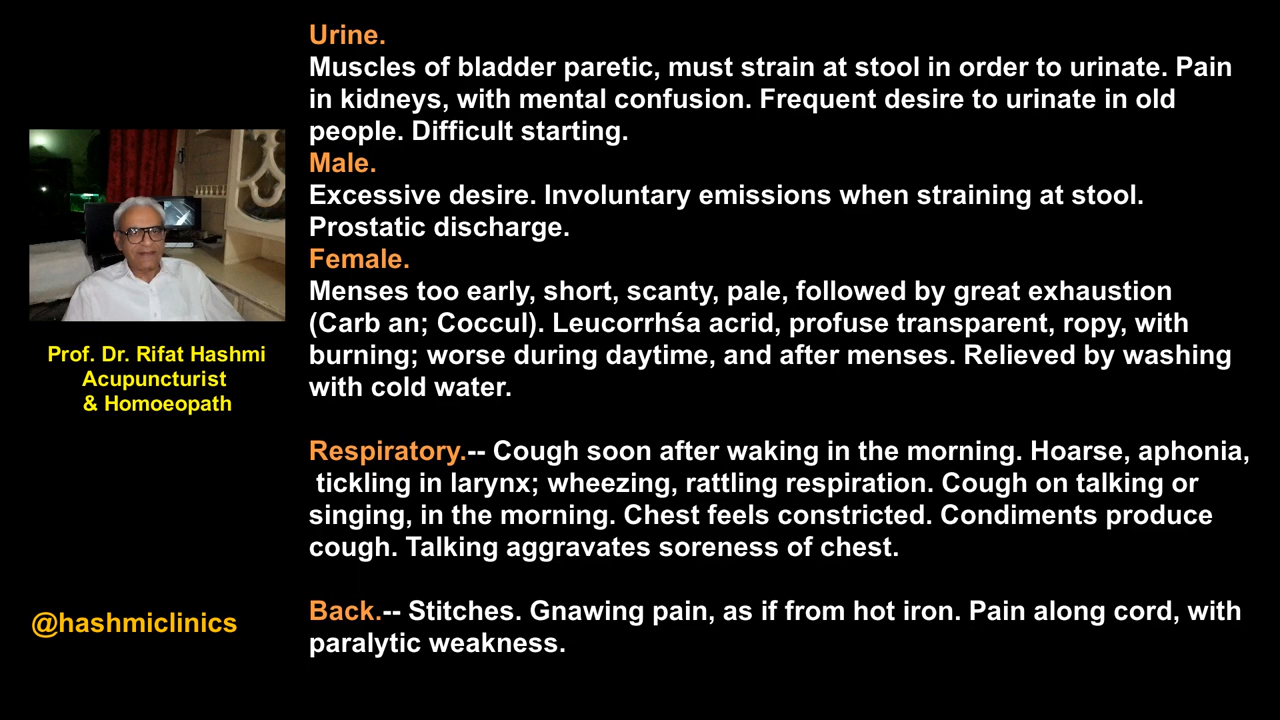 Urine.
Muscles of bladder paretic, must strain at stool in order to urinate. Pain
in kidneys, with mental confusion. Frequent desire to urinate in old
people. Difficult starting.
Male.
Excessive desire. Involuntary emissions when straining at stool.
Prostatic discharge.
Female.
Menses too early, short, scanty, pale, followed by great exhaustion
(Carb an; Coccul). Leucorrhśa acrid, profuse transparent, ropy, with
burning; worse during daytime, and after menses. Relieved by washing
with cold water.
Respiratory.-- Cough soon after waking in the morning. Hoarse, aphonia,
tickling in larynx; wheezing, rattling respiration. Cough on talking or
singing, in the morning. Chest feels constricted. Condiments produce
cough. Talking aggravates soreness of chest.
Back.-- Stitches. Gnawing pain, as if from hot iron. Pain along cord, with
paralytic weakness.
Prof. Dr. Rifat Hashmi
Acupuncturist
& Homoeopath
@hashmiclinics